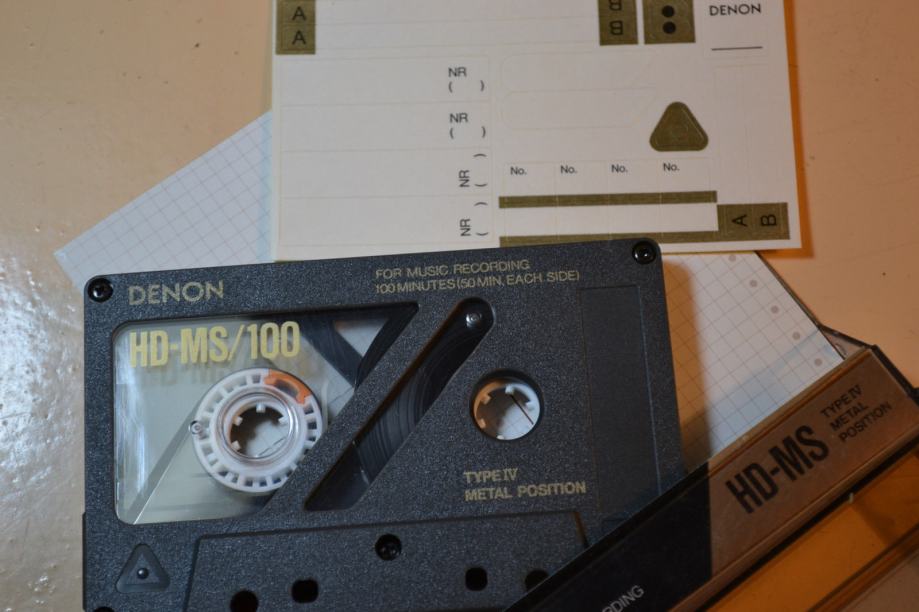 A
A
B
B
DENON
NR
( )
NR
( )
NR
( )
NR
( )
No. No. No. No.
A B
DENON
FOR MUSIC RECORDING
100 MINUTES (50 MIN, EACH SIDE)
HD-MS/100
TYPE IV
METAL POSITION
HD-MS
TYPE IV
METAL
POSITION
RDING